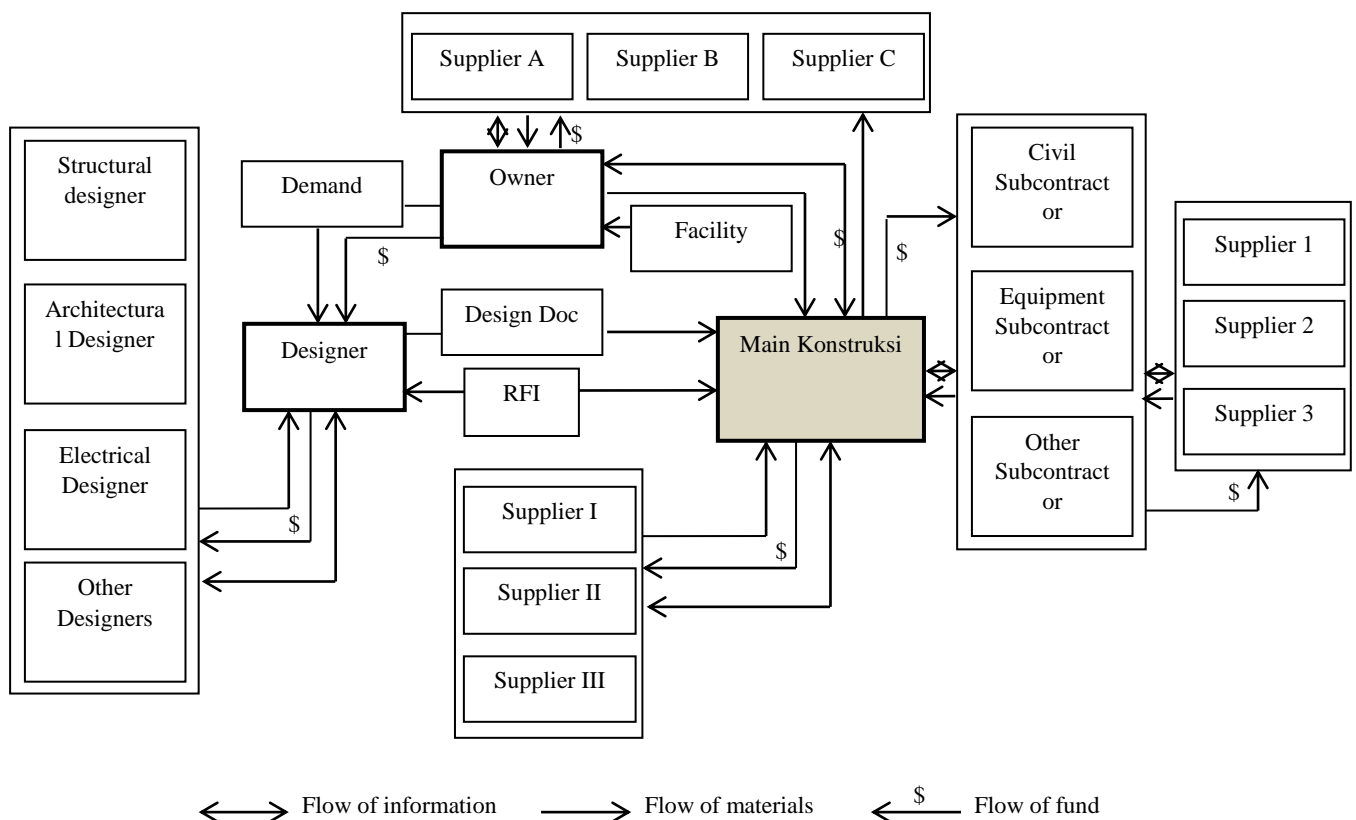 Supplier A
Supplier B
Supplier C
$
Owner
Demand
Facility
$
$
$
Structural
designer
Architectura
l Designer
Electrical
Designer
Other
Designers
Designer
Design Doc
RFI
Main Konstruksi
Civil
Subcontract
or
Equipment
Subcontract
or
Other
Subcontract
or
Supplier 1
Supplier 2
Supplier 3
$
$
Supplier I
Supplier II
Supplier III
$
Flow of information
Flow of materials
$
Flow of fund